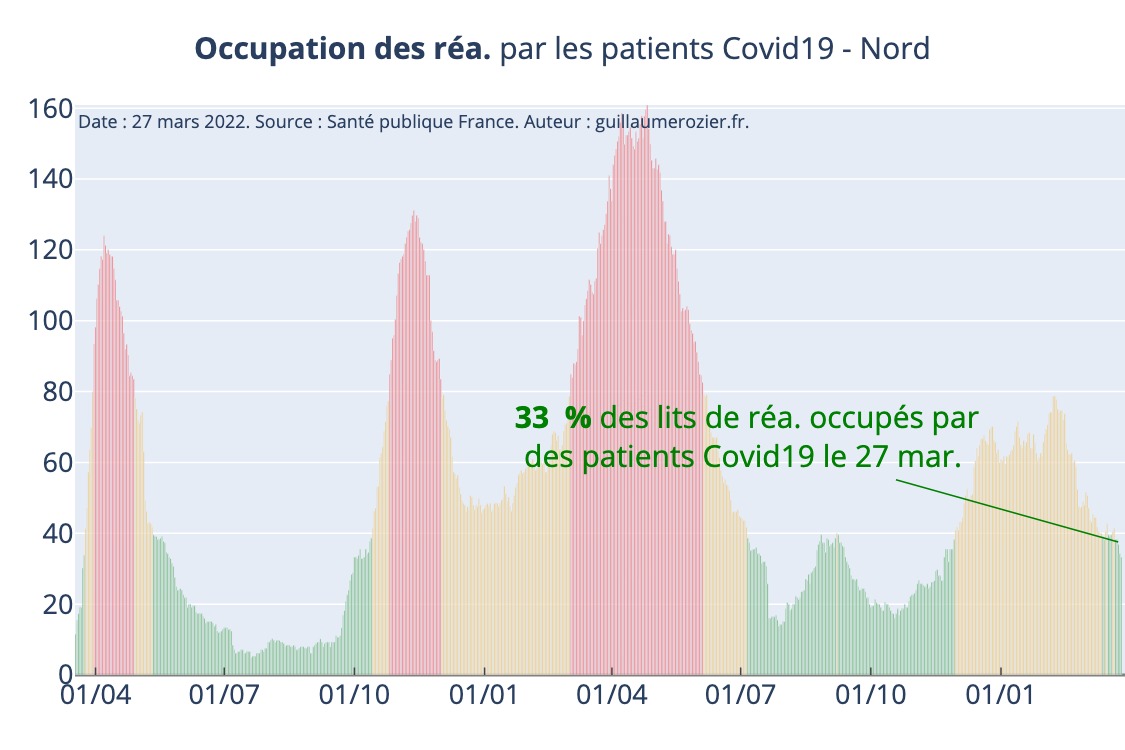 Occupation des réa. par les patients Covid19 - Nord
160
Date : 27 mars 2022. Source : Santé publique France. Auteur : guillaumerozier.fr.
140
120
100
80
33 % des lits de réa. occupés par
des patients Covid19 le 27 mar.
60
40
20
0
01/04 01/07 01/10 01/01 01/04 01/07 01/10 01/01